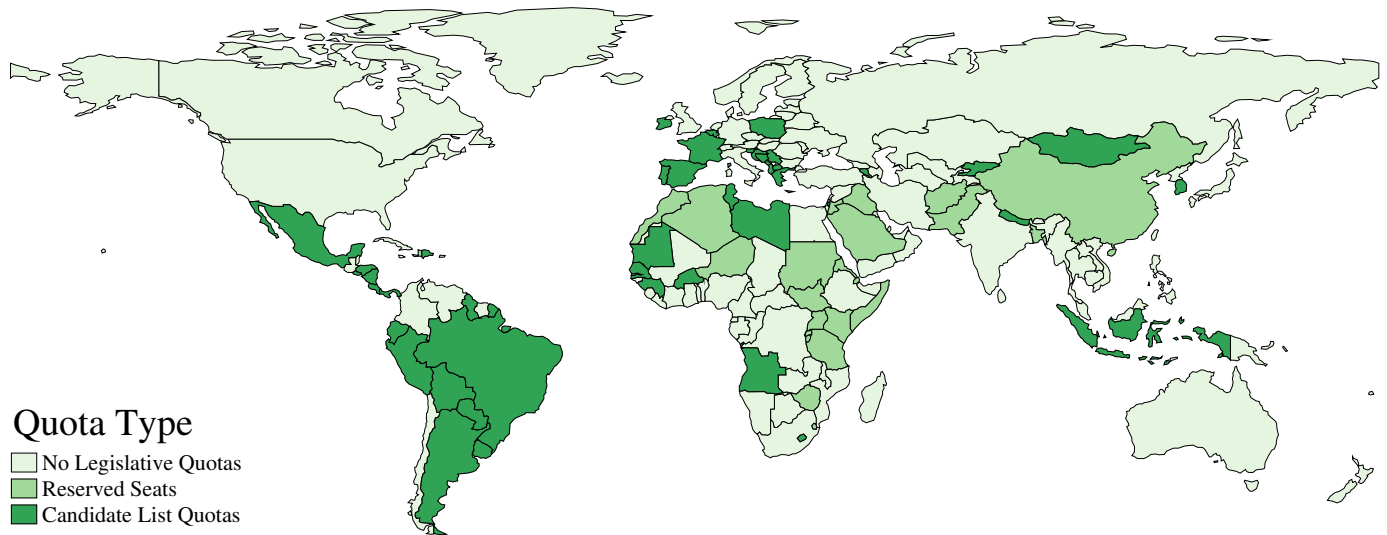 Quota Type
No Legislative Quotas
Reserved Seats
Candidate List Quotas